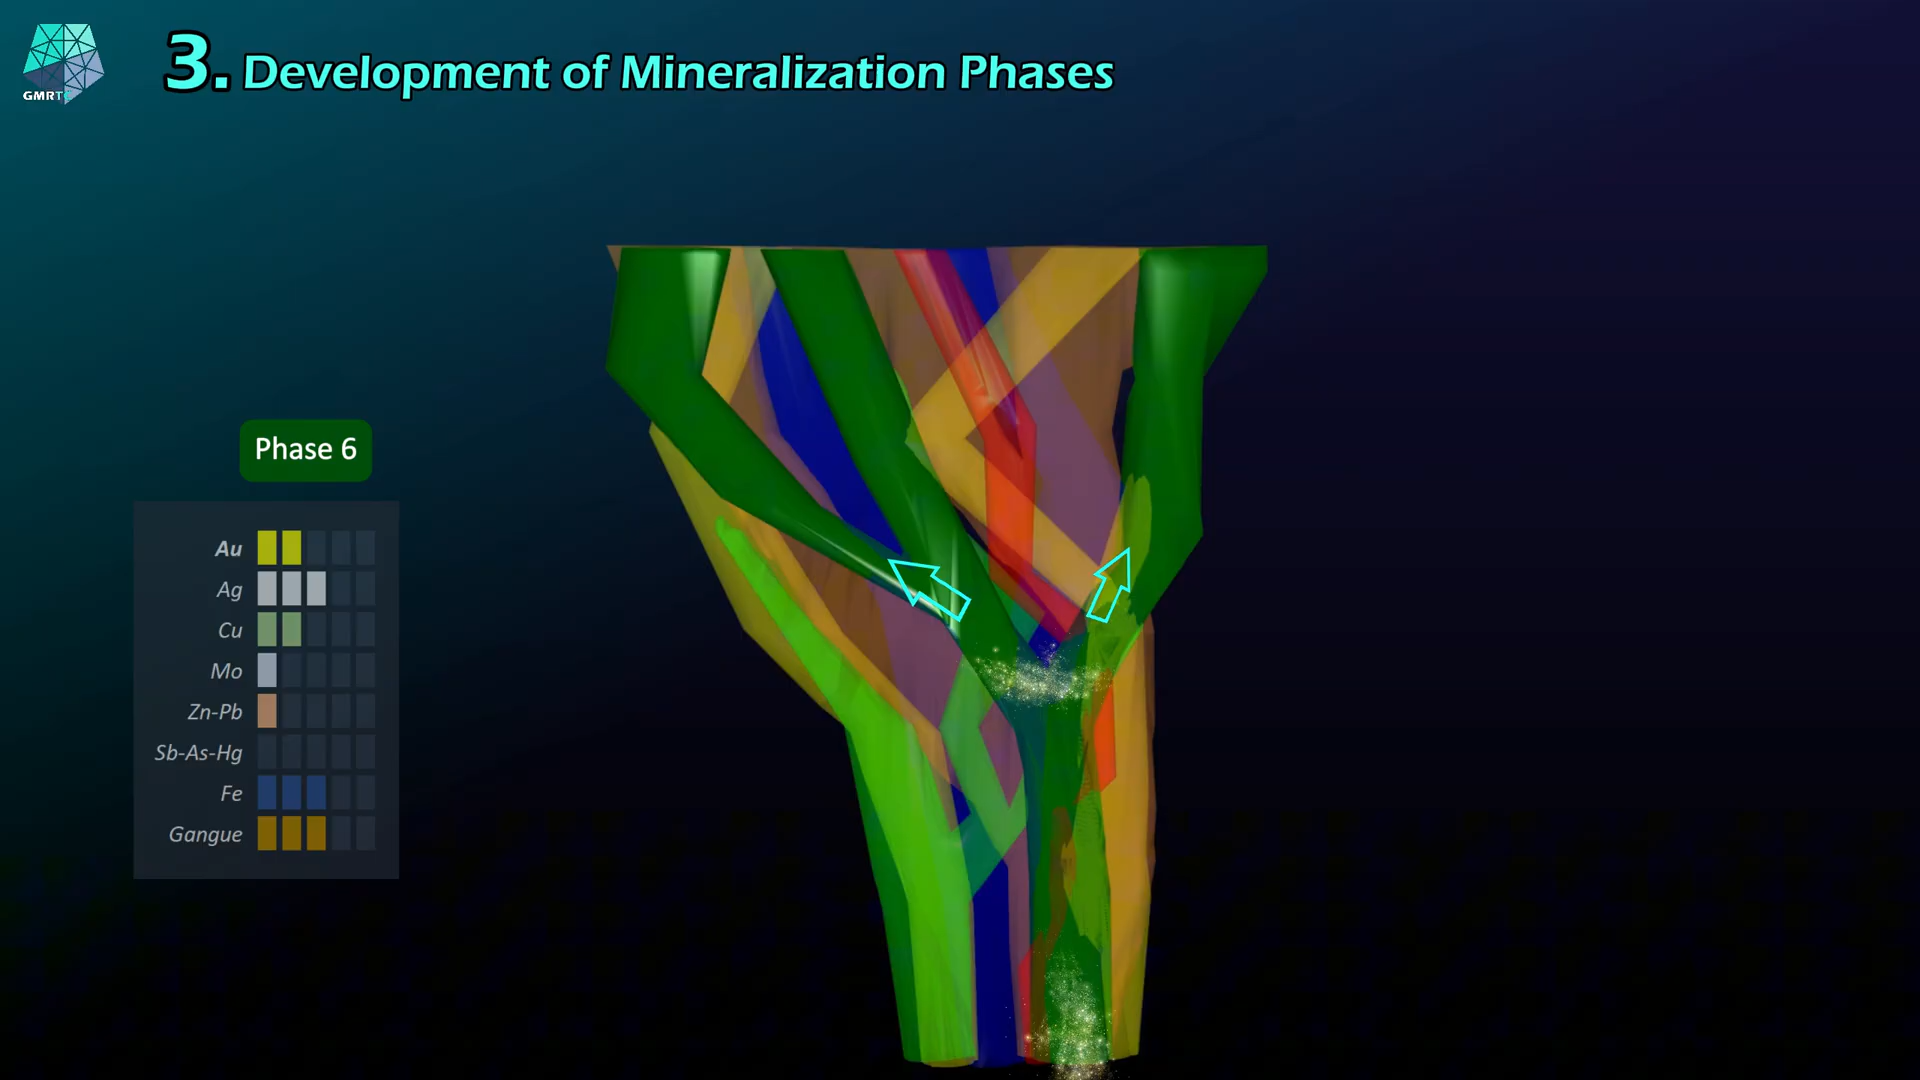 GMRT
3. Development of Mineralization Phases
Phase 6
Au
Ag
Cu
Mo
Zn-Pb
Sb-As-Hg
Fe
Gangue